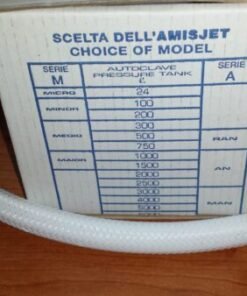 SCELTA DELL'AMISJET
CHOICE OF MODEL
SERIE M AUTOCLAVE PRESSURE TANK ℓ SERIE A
MICRO 24
MINOR 100
200
300
MEDIO 500 RAN
750
MAIOR 1000
1500 AN
2000
2500
3000
4000 MAN
5000